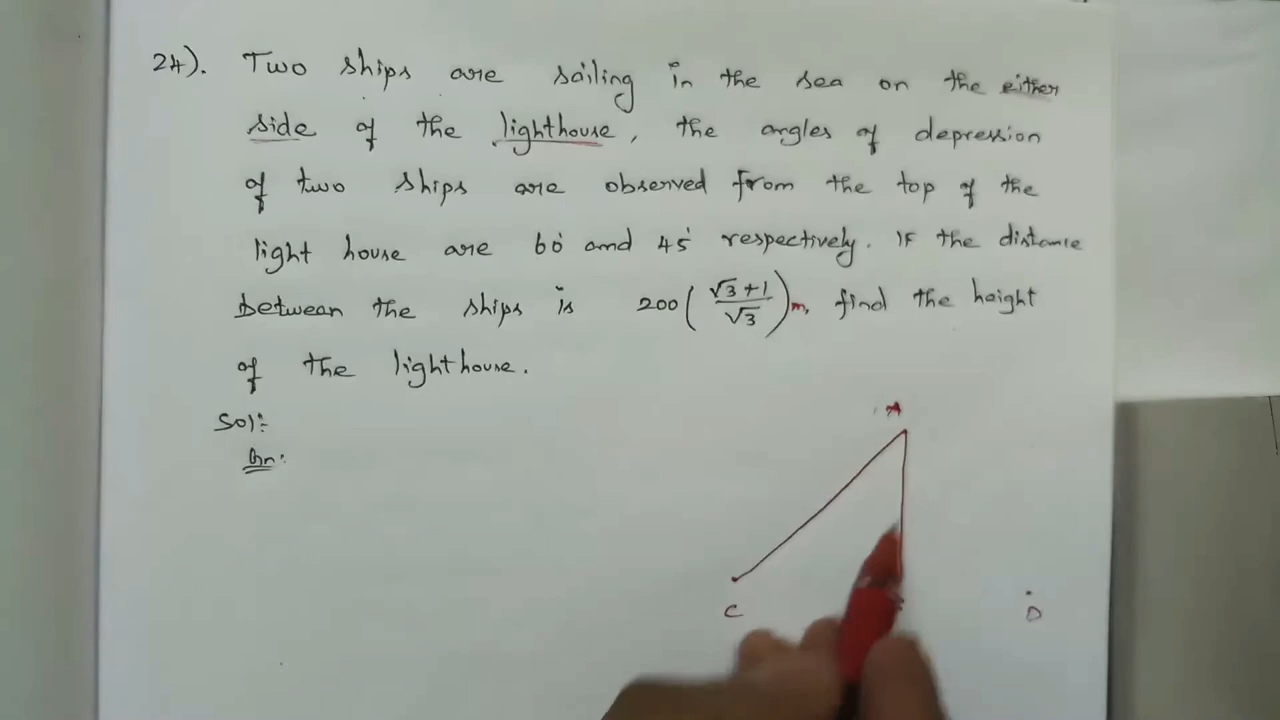 24). Two ships are sailing in the sea on the either
side of the lighthouse, the angles of depression
of two ships are observed from the top of the
light house are 60° and 45° respectively. If the distance
between the ships is 200(√3+1/√3)m, find the height
of the lighthouse.
Sol:-
Gn:
A
C
D